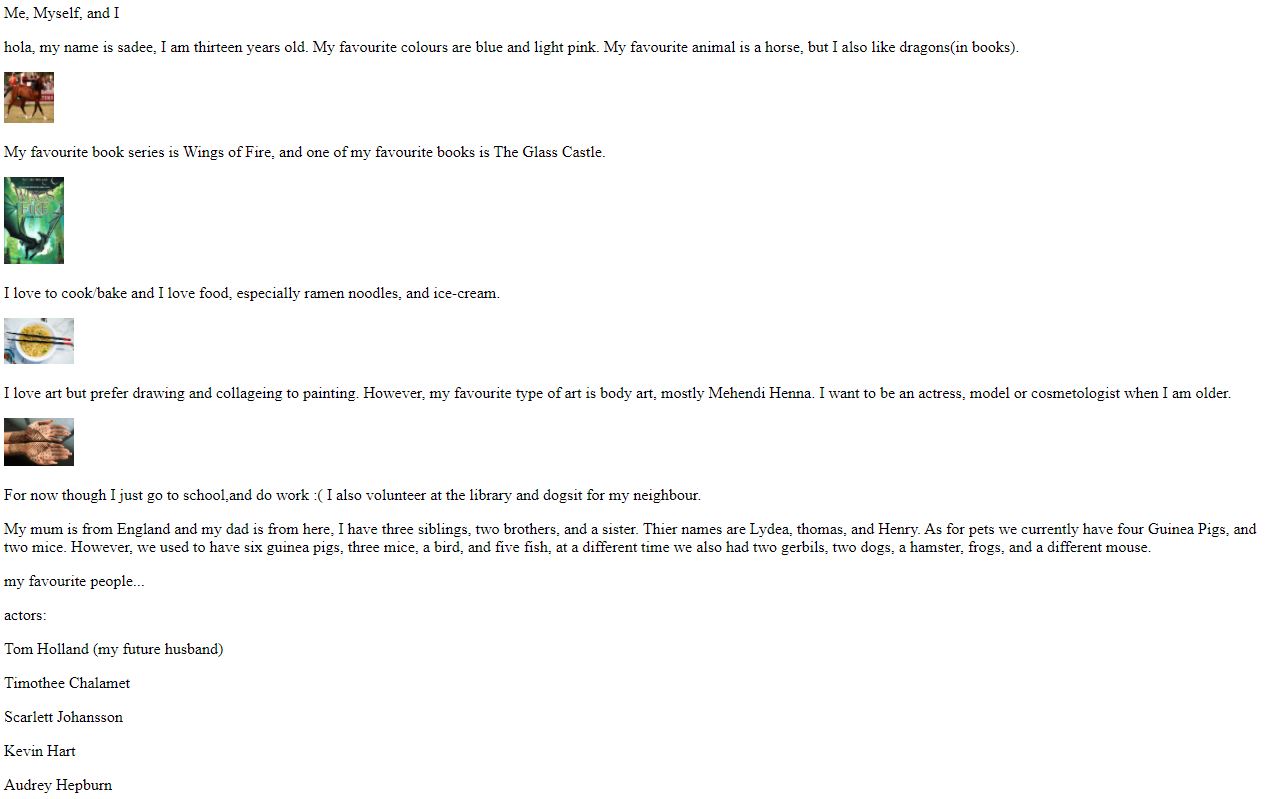 Me, Myself, and I
hola, my name is sadee, I am thirteen years old. My favourite colours are blue and light pink. My favourite animal is a horse, but I also like dragons(in books).
My favourite book series is Wings of Fire, and one of my favourite books is The Glass Castle.
WINGS
FIRE
I love to cook/bake and I love food, especially ramen noodles, and ice-cream.
I love art but prefer drawing and collageing to painting. However, my favourite type of art is body art, mostly Mehendi Henna. I want to be an actress, model or cosmetologist when I am older.
For now though I just go to school,and do work :( I also volunteer at the library and dogsit for my neighbour.
My mum is from England and my dad is from here, I have three siblings, two brothers, and a sister. Thier names are Lydea, thomas, and Henry. As for pets we currently have four Guinea Pigs, and
two mice. However, we used to have six guinea pigs, three mice, a bird, and five fish, at a different time we also had two gerbils, two dogs, a hamster, frogs, and a different mouse.
my favourite people...
actors:
Tom Holland (my future husband)
Timothee Chalamet
Scarlett Johansson
Kevin Hart
Audrey Hepburn